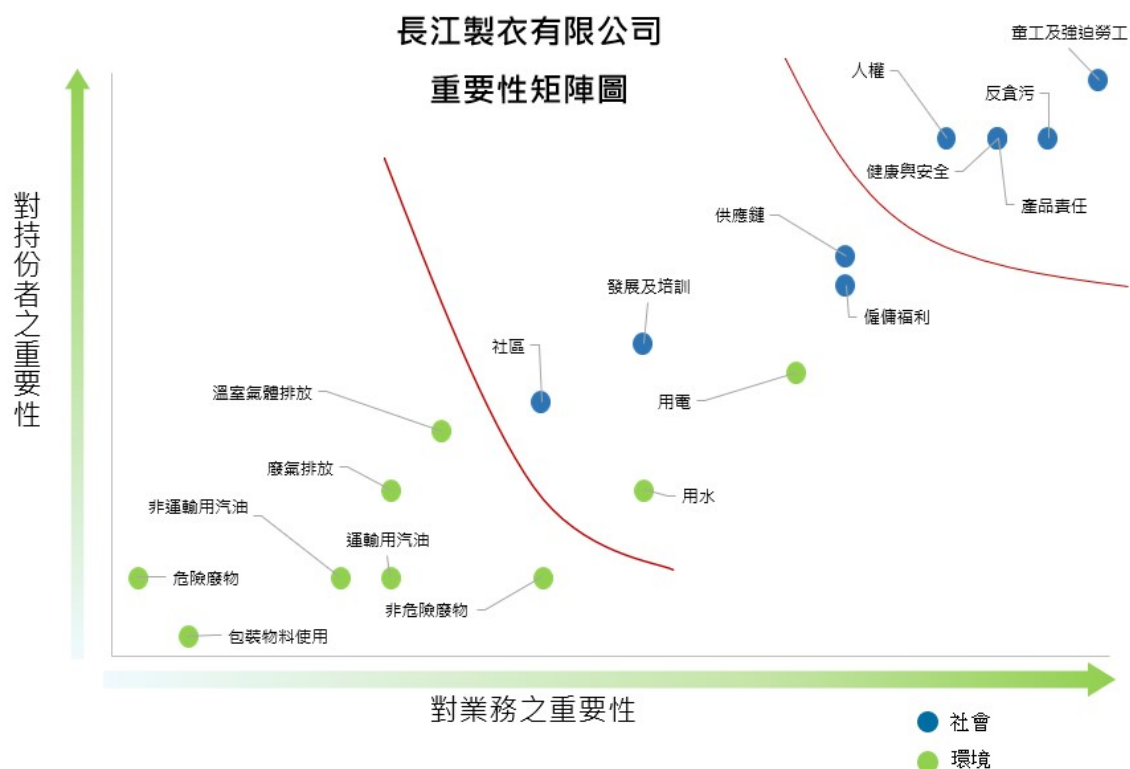 長江製衣有限公司
重要性矩陣圖
童工及強迫勞工
人權
反貪污
健康與安全
產品責任
供應鏈
發展及培訓
僱傭福利
社區
用電
溫室氣體排放
廢氣排放
用水
非運輸用汽油
運輸用汽油
危險廢物
非危險廢物
包裝物料使用
對持份者之重要性
對業務之重要性
社會
環境